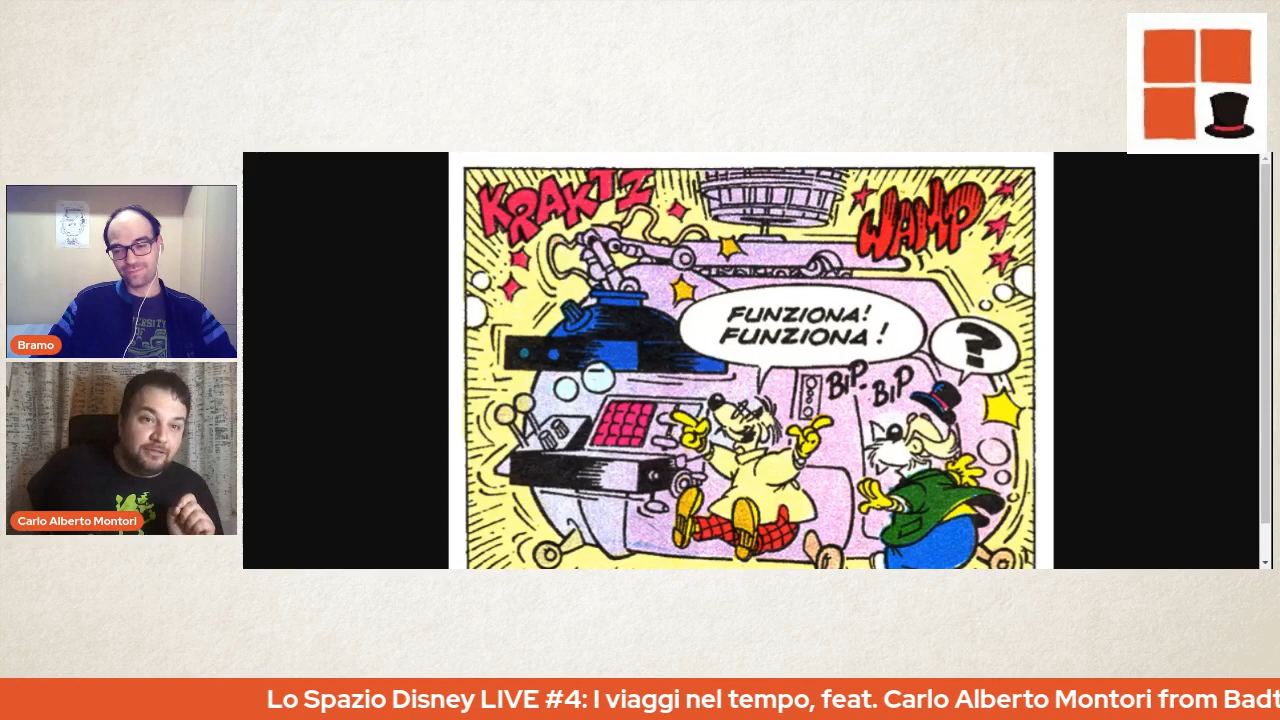 KRAKTZ
WAMP
FUNZIONA!
FUNZIONA!
?
BIP-
BIP
Bramo
Carlo Alberto Montori
Lo Spazio Disney LIVE #4: I viaggi nel tempo, feat. Carlo Alberto Montori from Badt